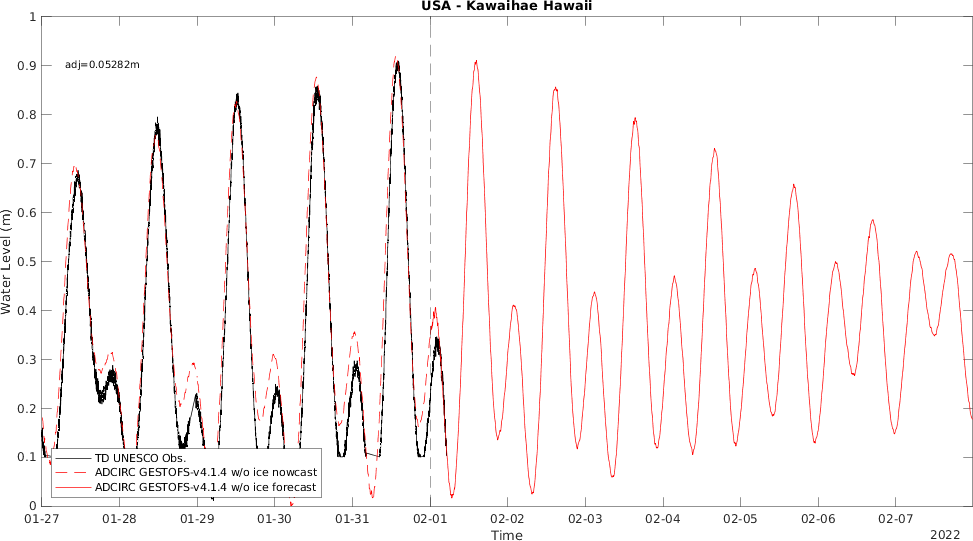 USA - Kawaihae Hawaii
adj=0.05282m
1
0.9
0.8
0.7
0.6
0.5
0.4
0.3
0.2
0.1
0
Water Level (m)
TD UNESCO Obs.
ADCIRC GESTOFS-v4.1.4 w/o ice nowcast
ADCIRC GESTOFS-v4.1.4 w/o ice forecast
01-27 01-28 01-29 01-30 01-31 02-01 02-02 02-03 02-04 02-05 02-06 02-07
Time
2022